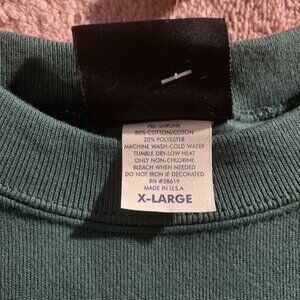 PRE-SHRUNK
80% COTTON/COTON
20% POLYESTER
MACHINE WASH-COLD WATER
TUMBLE DRY-LOW HEAT
ONLY NON-CHLORINE
BLEACH WHEN NEEDED
DO NOT IRON IF DECORATED
RN #38619
MADE IN U.S.A.
X-LARGE